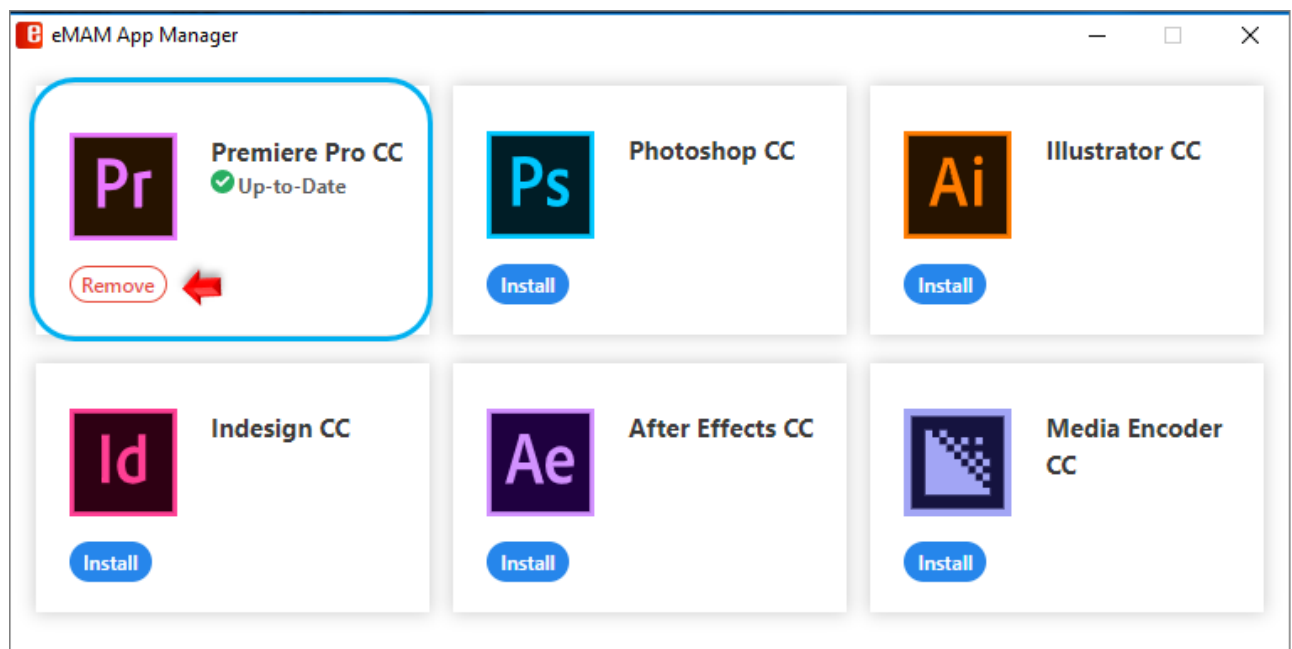 eMAM App Manager
Pr
Premiere Pro CC
Up-to-Date
Remove
Ps
Photoshop CC
Install
Ai
Illustrator CC
Install
Id
Indesign CC
Install
Ae
After Effects CC
Install
Media Encoder
CC
Install